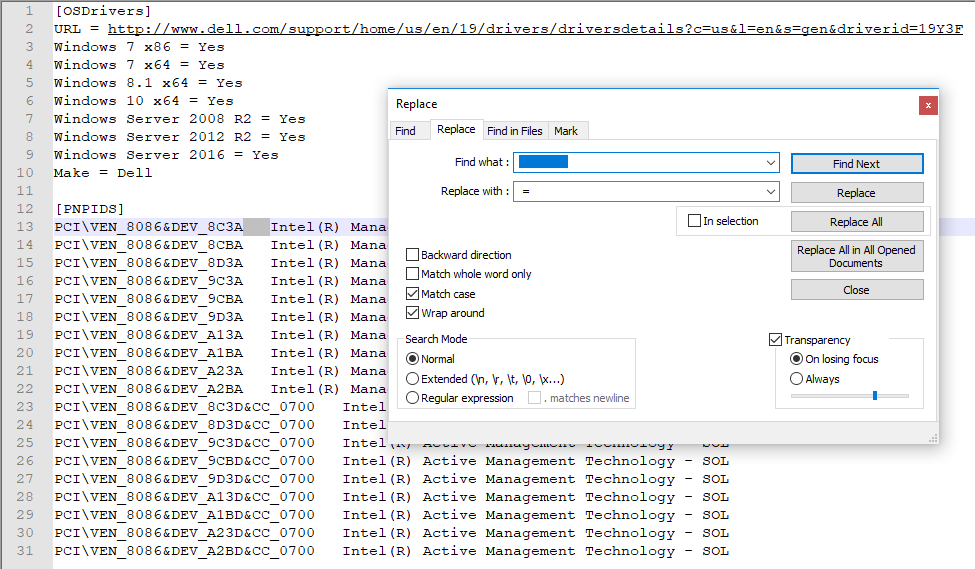 1 [OSDrivers]
2 URL = http://www.dell.com/support/home/us/en/19/drivers/driversdetails?c=us&l=en&s=gen&driverid=19Y3F
3 Windows 7 x86 = Yes
4 Windows 7 x64 = Yes
5 Windows 8.1 x64 = Yes
6 Windows 10 x64 = Yes
7 Windows Server 2008 R2 = Yes
8 Windows Server 2012 R2 = Yes
9 Windows Server 2016 = Yes
10 Make = Dell
11
12 [PNPIDS]
13 PCI\VEN_8086&DEV_8C3A Intel(R) Mana
14 PCI\VEN_8086&DEV_8CBA Intel(R) Mana
15 PCI\VEN_8086&DEV_8D3A Intel(R) Mana
16 PCI\VEN_8086&DEV_9C3A Intel(R) Mana
17 PCI\VEN_8086&DEV_9CBA Intel(R) Mana
18 PCI\VEN_8086&DEV_9D3A Intel(R) Mana
19 PCI\VEN_8086&DEV_A13A Intel(R) Mana
20 PCI\VEN_8086&DEV_A1BA Intel(R) Mana
21 PCI\VEN_8086&DEV_A23A Intel(R) Mana
22 PCI\VEN_8086&DEV_A2BA Intel(R) Mana
23 PCI\VEN_8086&DEV_8C3D&CC_0700 Intel
24 PCI\VEN_8086&DEV_8D3D&CC_0700 Intel
25 PCI\VEN_8086&DEV_9C3D&CC_0700 Intel(R) Active Management Technology - SOL
26 PCI\VEN_8086&DEV_9CBD&CC_0700 Intel(R) Active Management Technology - SOL
27 PCI\VEN_8086&DEV_9D3D&CC_0700 Intel(R) Active Management Technology - SOL
28 PCI\VEN_8086&DEV_A13D&CC_0700 Intel(R) Active Management Technology - SOL
29 PCI\VEN_8086&DEV_A1BD&CC_0700 Intel(R) Active Management Technology - SOL
30 PCI\VEN_8086&DEV_A23D&CC_0700 Intel(R) Active Management Technology - SOL
31 PCI\VEN_8086&DEV_A2BD&CC_0700 Intel(R) Active Management Technology - SOL
Replace x
Find Replace Find in Files Mark
Find what : Find Next
Replace with : = Replace
In selection Replace All
Replace All in All Opened
Documents
Close
Backward direction
Match whole word only
Match case
Wrap around
Search Mode
Normal
Extended (\n, \r, \t, \0, \x...)
Regular expression . matches newline
Transparency
On losing focus
Always